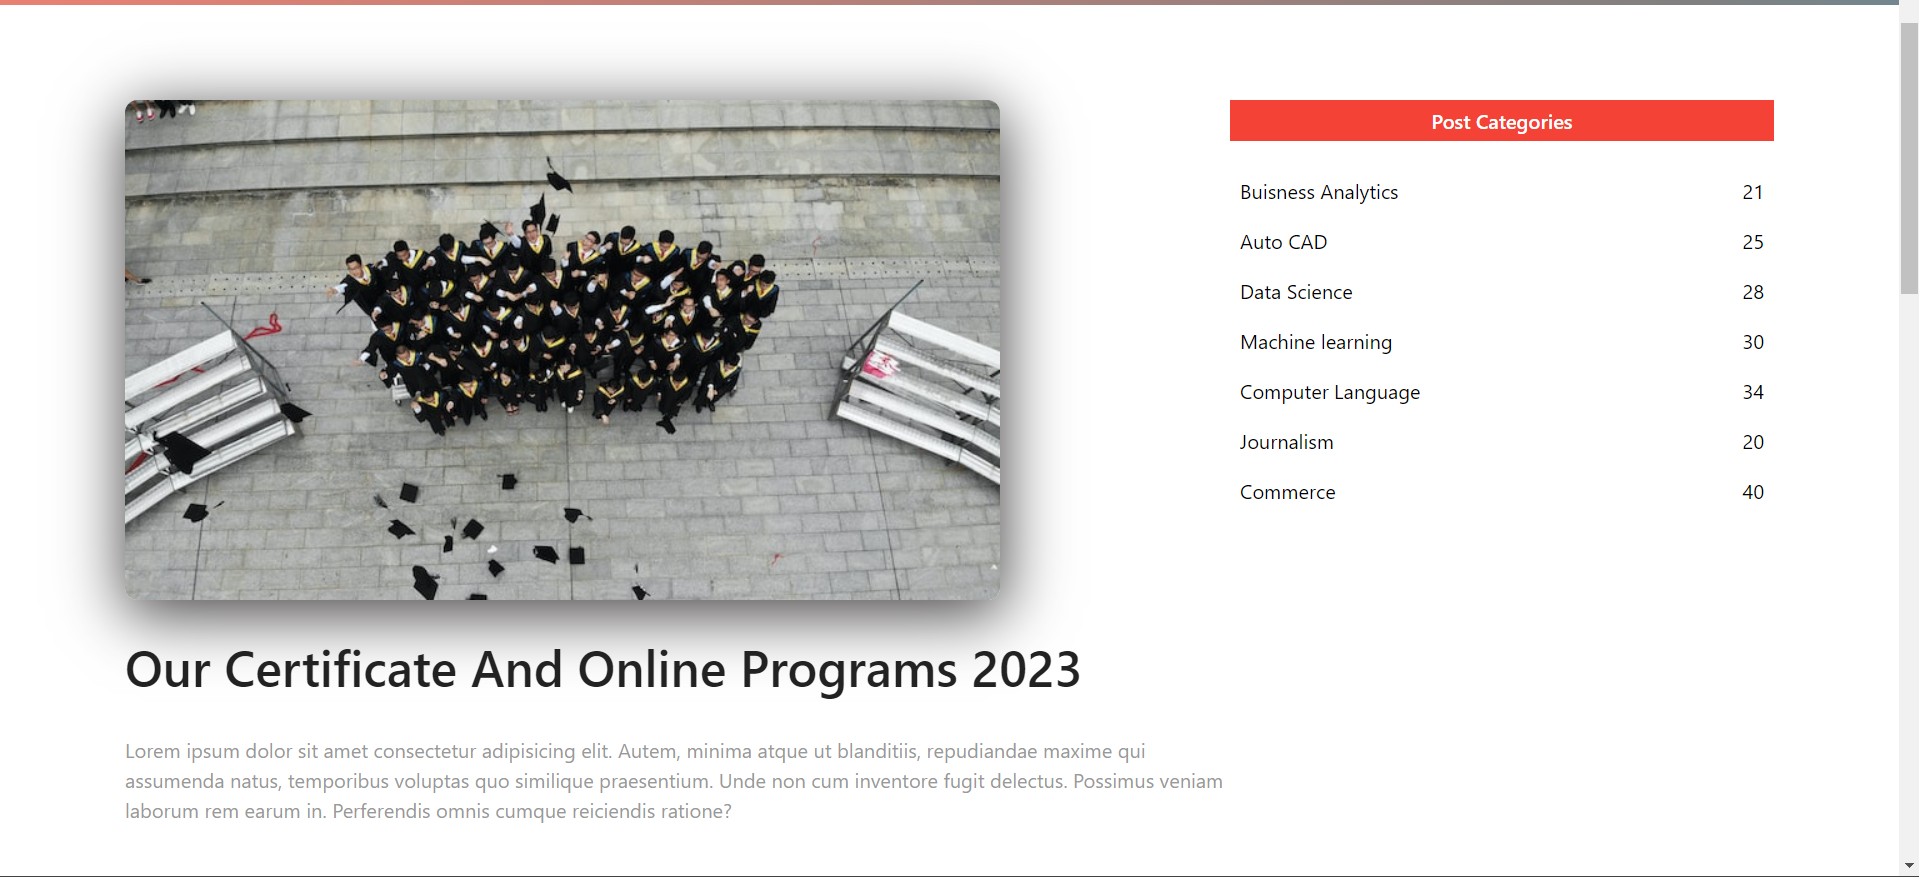 Post Categories
Buisness Analytics 21
Auto CAD 25
Data Science 28
Machine learning 30
Computer Language 34
Journalism 20
Commerce 40
Our Certificate And Online Programs 2023
Lorem ipsum dolor sit amet consectetur adipisicing elit. Autem, minima atque ut blanditiis, repudiandae maxime qui
assumenda natus, temporibus voluptas quo similique praesentium. Unde non cum inventore fugit delectus. Possimus veniam
laborum rem earum in. Perferendis omnis cumque reiciendis ratione?